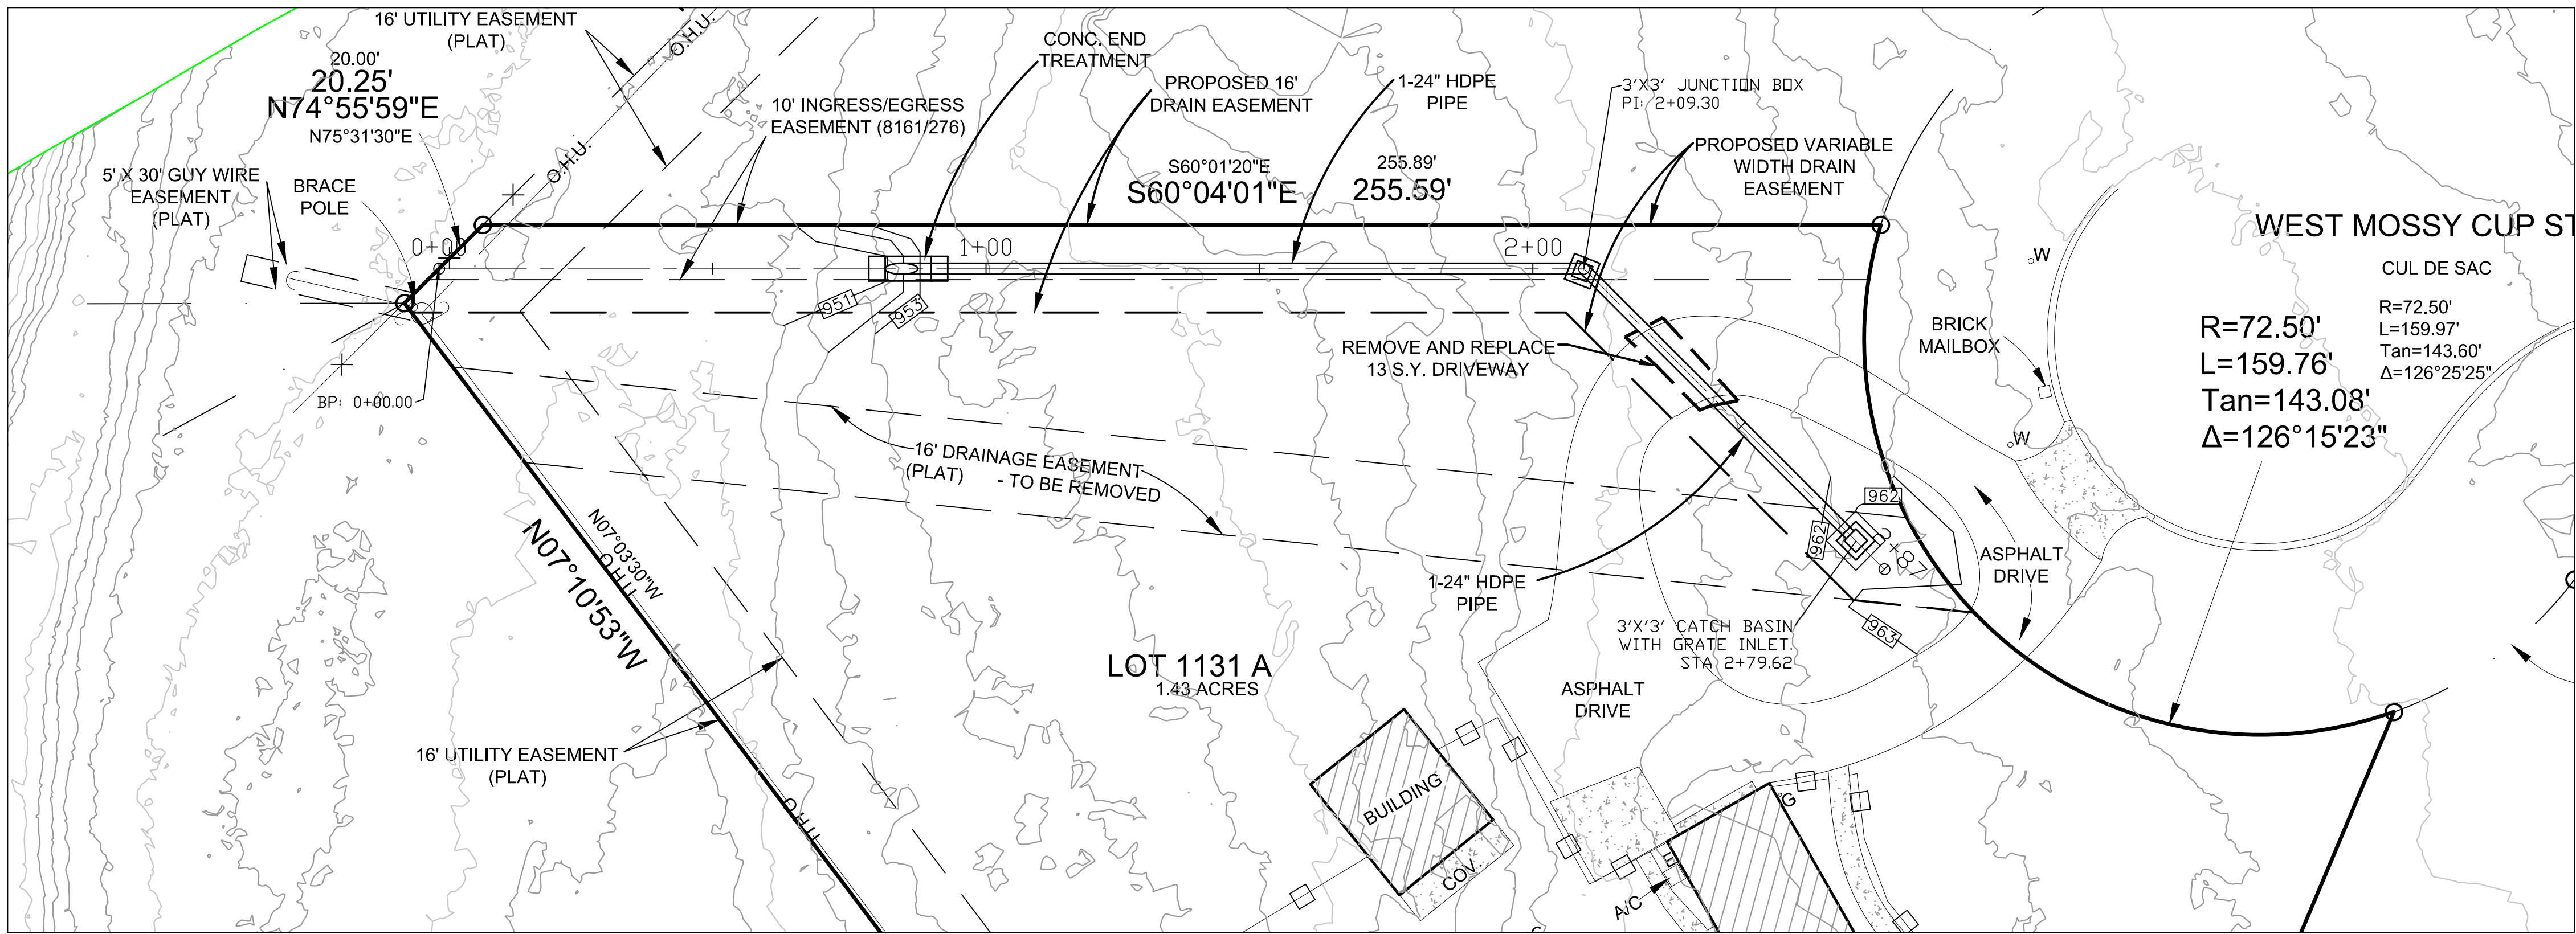 16' UTILITY EASEMENT
(PLAT)
O.H.U.
CONC. END
TREATMENT
20.00'
20.25'
N74°55'59"E
N75°31'30"E
10' INGRESS/EGRESS
EASEMENT (8161/276)
PROPOSED 16'
DRAIN EASEMENT
1-24" HDPE
PIPE
3'X3' JUNCTION BOX
PI: 2+09.30
PROPOSED VARIABLE
WIDTH DRAIN
EASEMENT
O.H.U.
5' X 30' GUY WIRE
EASEMENT
(PLAT)
BRACE
POLE
S60°01'20"E
S60°04'01"E
255.89'
255.59'
WEST MOSSY CUP ST
CUL DE SAC
0+00
1+00
2+00
W
951
953
R=72.50'
L=159.76'
Tan=143.08'
Δ=126°15'23"
R=72.50'
L=159.97'
Tan=143.60'
Δ=126°25'25"
BRICK
MAILBOX
REMOVE AND REPLACE
13 S.Y. DRIVEWAY
BP: 0+00.00
W
16' DRAINAGE EASEMENT
(PLAT) - TO BE REMOVED
962
962
2+87
N07°03'30"W
O.H.U.
N07°10'53"W
ASPHALT
DRIVE
1-24" HDPE
PIPE
3'X'3' CATCH BASIN
WITH GRATE INLET.
STA 2+79.62
963
LOT 1131 A
1.43 ACRES
ASPHALT
DRIVE
16' UTILITY EASEMENT
(PLAT)
O.H.U.
BUILDING
COV.
G
E
A/C